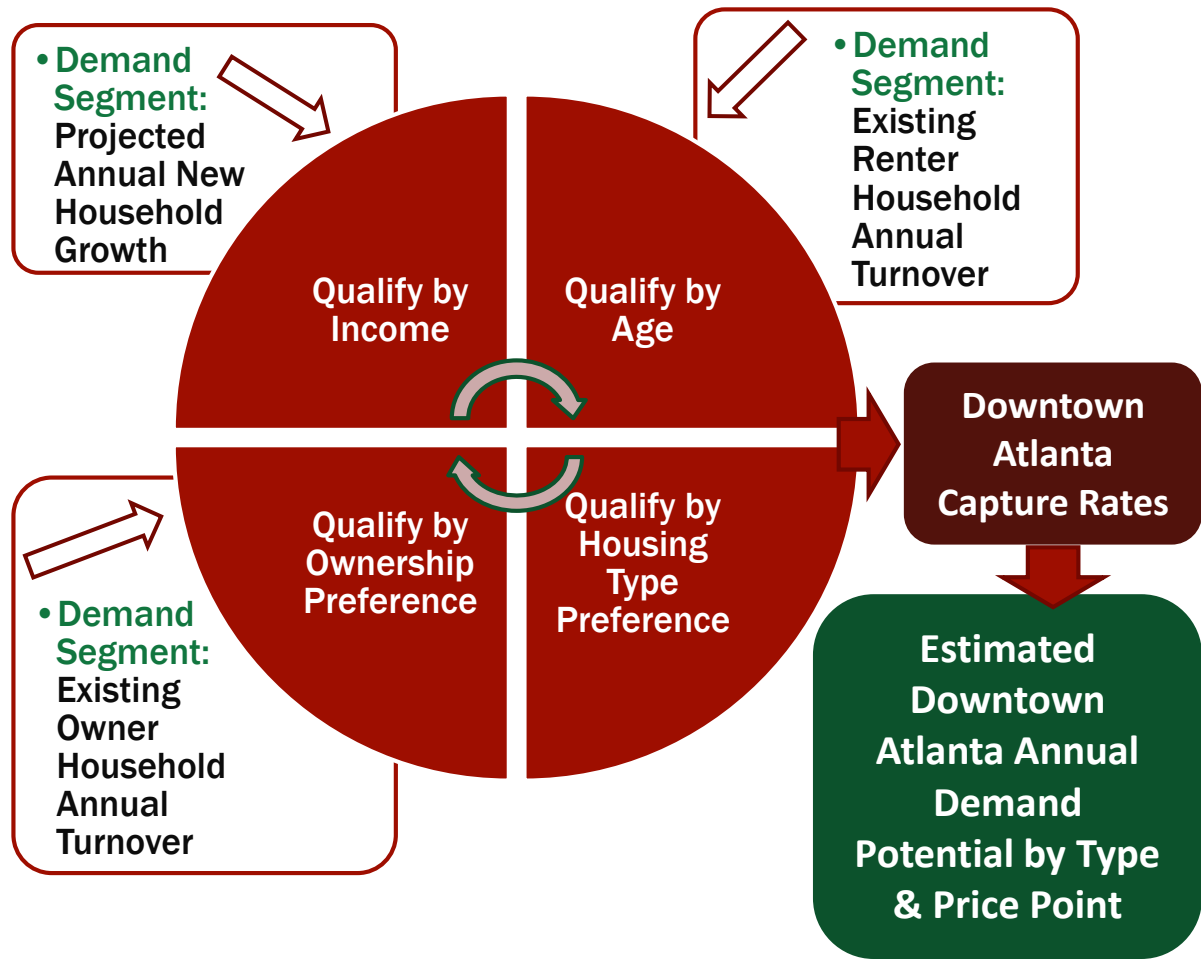 • Demand
Segment:
Projected
Annual New
Household
Growth
• Demand
Segment:
Existing
Renter
Household
Annual
Turnover
Qualify by
Income
Qualify by
Age
Qualify by
Ownership
Preference
Qualify by
Housing
Type
Preference
• Demand
Segment:
Existing
Owner
Household
Annual
Turnover
Downtown
Atlanta
Capture Rates
Estimated
Downtown
Atlanta Annual
Demand
Potential by Type
& Price Point